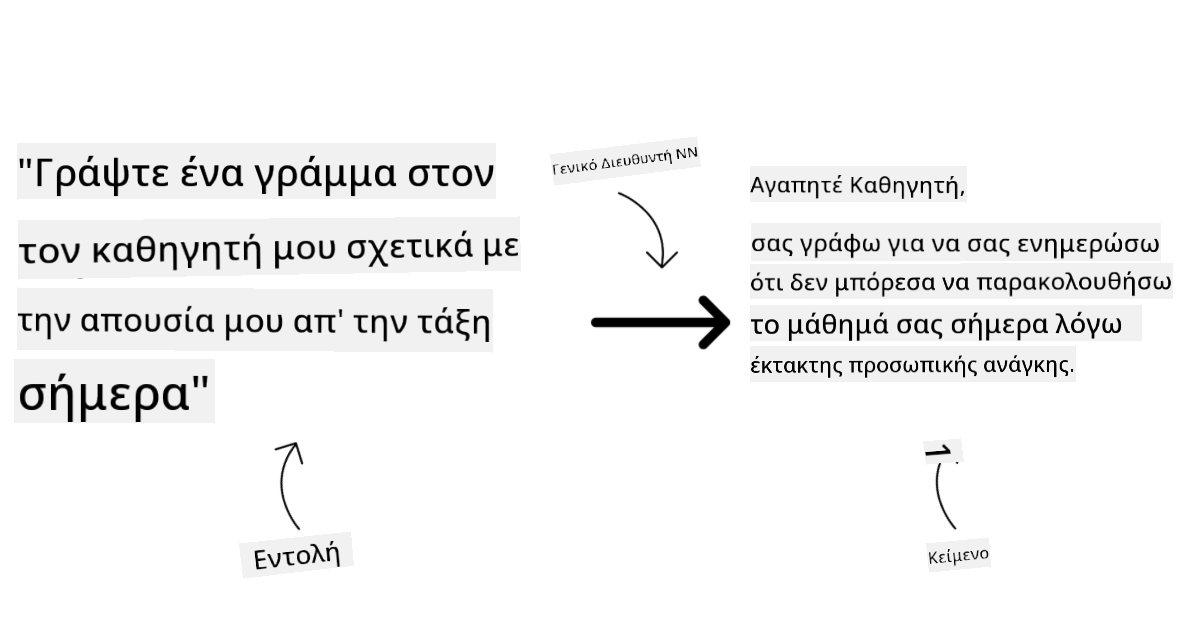 "Γράψτε ένα γράμμα στον
τον καθηγητή μου σχετικά με
την απουσία μου απ' την τάξη
σήμερα"
Εντολή
Γενικό Διευθυντή NN
Αγαπητέ Καθηγητή,
σας γράφω για να σας ενημερώσω
ότι δεν μπόρεσα να παρακολουθήσω
το μάθημά σας σήμερα λόγω
έκτακτης προσωπικής ανάγκης.
Κείμενο